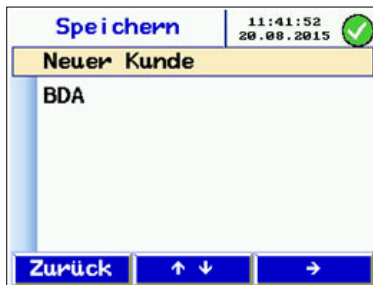 Speichern
11:41:52
20.08.2015
Neuer Kunde
BDA
Zurück ↑ ↓ →